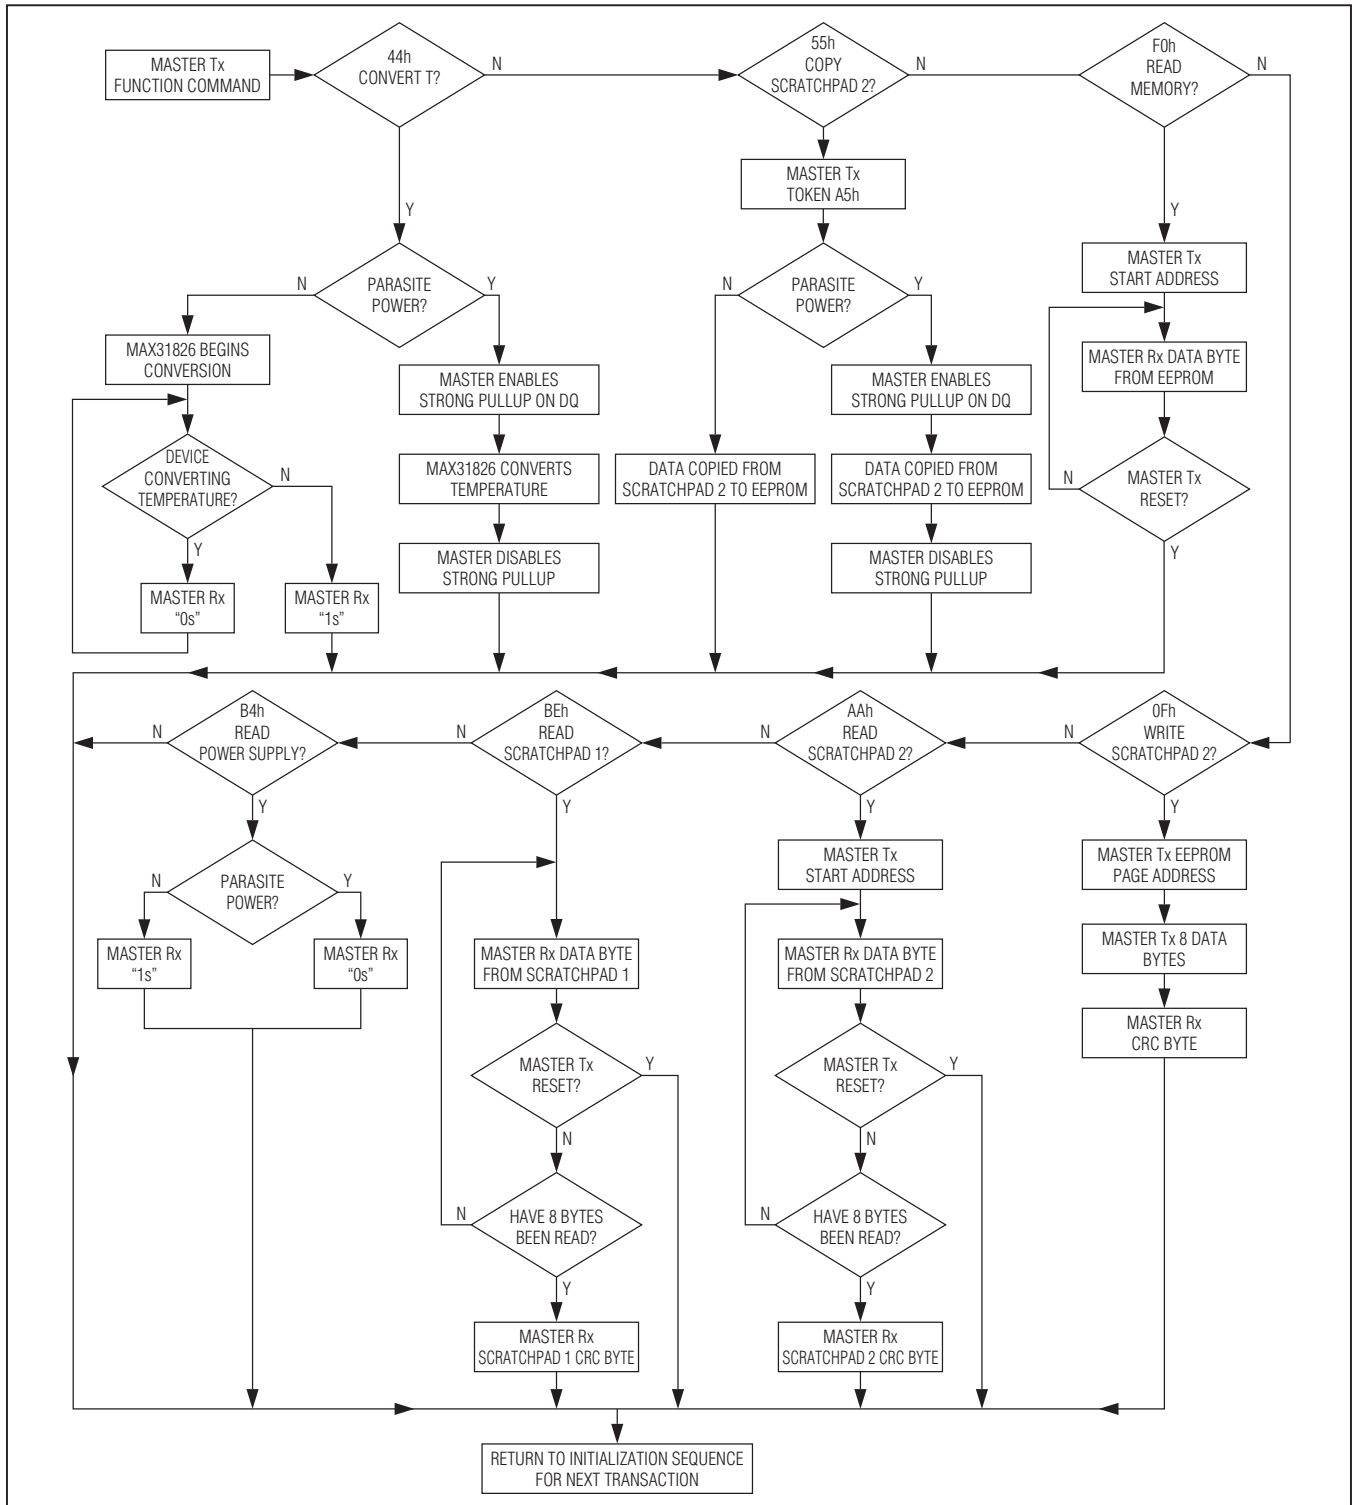 MASTER Tx
FUNCTION COMMAND
44h
CONVERT T?
N
Y
55h
COPY
SCRATCHPAD 2?
N
F0h
READ
MEMORY?
N
Y
MASTER Tx
TOKEN A5h
MASTER Tx
START ADDRESS
PARASITE
POWER?
N
Y
PARASITE
POWER?
N
Y
MAX31826 BEGINS
CONVERSION
MASTER ENABLES
STRONG PULLUP ON DQ
MASTER ENABLES
STRONG PULLUP ON DQ
MASTER Rx DATA BYTE
FROM EEPROM
DEVICE
CONVERTING
TEMPERATURE?
N
Y
MAX31826 CONVERTS
TEMPERATURE
DATA COPIED FROM
SCRATCHPAD 2 TO EEPROM
DATA COPIED FROM
SCRATCHPAD 2 TO EEPROM
MASTER Tx
RESET?
N
Y
MASTER Rx
“0s”
MASTER Rx
“1s”
MASTER DISABLES
STRONG PULLUP
MASTER DISABLES
STRONG PULLUP
B4h
READ
POWER SUPPLY?
N
Y
BEh
READ
SCRATCHPAD 1?
N
Y
AAh
READ
SCRATCHPAD 2?
N
Y
0Fh
WRITE
SCRATCHPAD 2?
N
Y
PARASITE
POWER?
N
Y
MASTER Rx
“1s”
MASTER Rx
“0s”
MASTER Tx
START ADDRESS
MASTER Tx EEPROM
PAGE ADDRESS
MASTER Rx DATA BYTE
FROM SCRATCHPAD 1
MASTER Rx DATA BYTE
FROM SCRATCHPAD 2
MASTER Tx 8 DATA
BYTES
MASTER Rx
CRC BYTE
MASTER Tx
RESET?
Y
N
MASTER Tx
RESET?
Y
N
HAVE 8 BYTES
BEEN READ?
N
Y
HAVE 8 BYTES
BEEN READ?
N
Y
MASTER Rx
SCRATCHPAD 1 CRC BYTE
MASTER Rx
SCRATCHPAD 2 CRC BYTE
RETURN TO INITIALIZATION SEQUENCE
FOR NEXT TRANSACTION